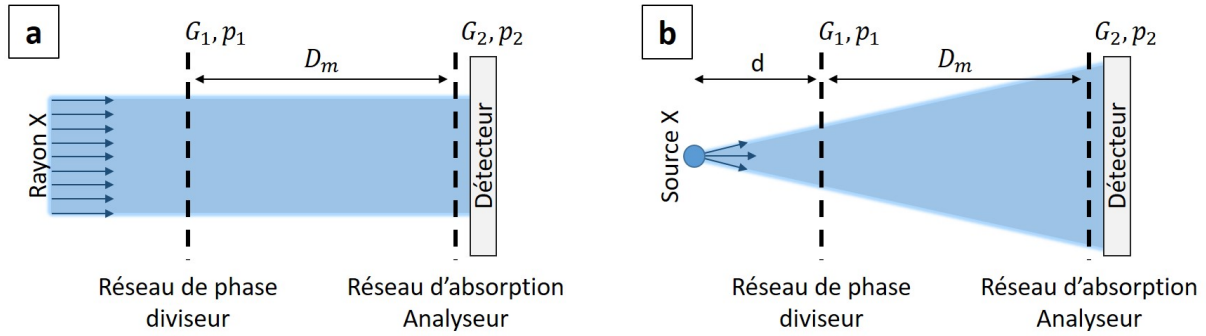 a
G₁, p₁
G₂, p₂
Dₘ
Rayon X
Détecteur
Réseau de phase
diviseur
Réseau d'absorption
Analyseur
b
G₁, p₁
G₂, p₂
d
Dₘ
Source X
Détecteur
Réseau de phase
diviseur
Réseau d'absorption
Analyseur